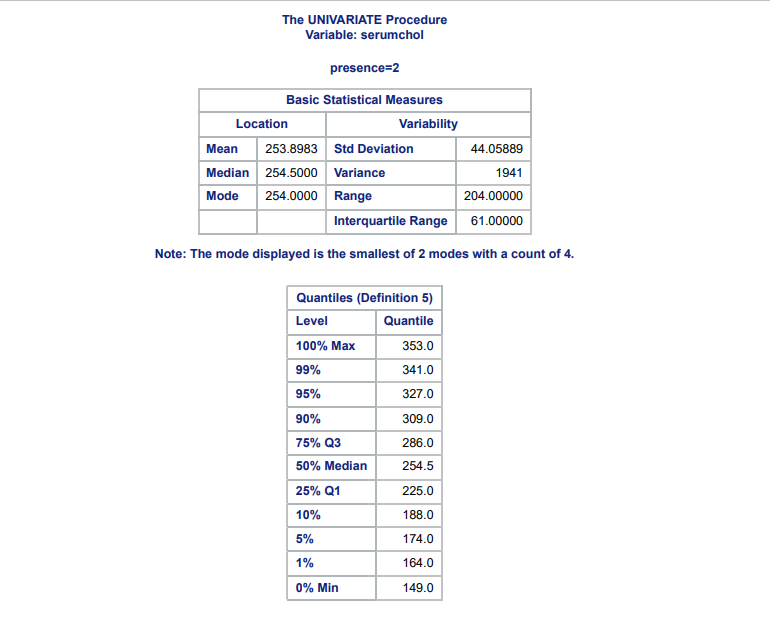 The UNIVARIATE Procedure
Variable: serumchol
presence=2
Basic Statistical Measures
Location Variability
Mean 253.8983 Std Deviation 44.05889
Median 254.5000 Variance 1941
Mode 254.0000 Range 204.00000
Interquartile Range 61.00000
Note: The mode displayed is the smallest of 2 modes with a count of 4.
Quantiles (Definition 5)
Level Quantile
100% Max 353.0
99% 341.0
95% 327.0
90% 309.0
75% Q3 286.0
50% Median 254.5
25% Q1 225.0
10% 188.0
5% 174.0
1% 164.0
0% Min 149.0